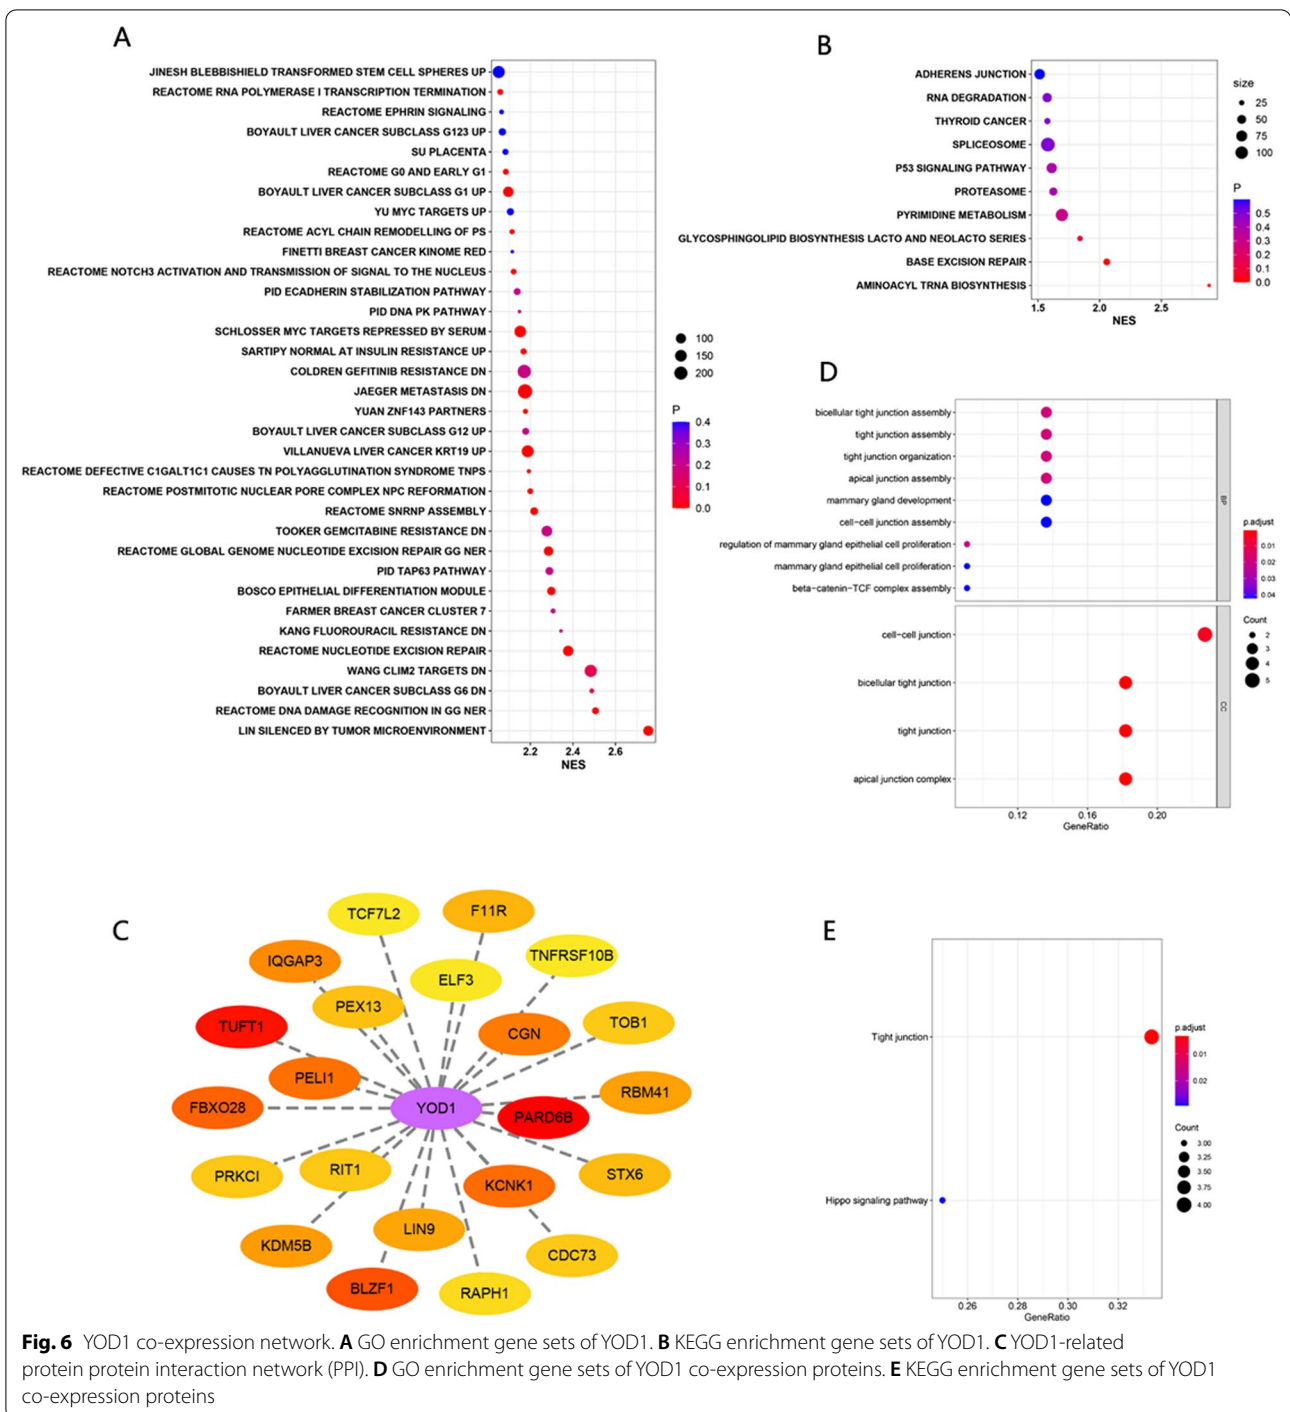 A
JINESH BLEBBISHIELD TRANSFORMED STEM CELL SPHERES UP
REACTOME RNA POLYMERASE I TRANSCRIPTION TERMINATION
REACTOME EPHRIN SIGNALING
BOYAULT LIVER CANCER SUBCLASS G123 UP
SU PLACENTA
REACTOME G0 AND EARLY G1
BOYAULT LIVER CANCER SUBCLASS G1 UP
YU MYC TARGETS UP
REACTOME ACYL CHAIN REMODELLING OF PS
FINETTI BREAST CANCER KINOME RED
REACTOME NOTCH3 ACTIVATION AND TRANSMISSION OF SIGNAL TO THE NUCLEUS
PID ECADHERIN STABILIZATION PATHWAY
PID DNA PK PATHWAY
SCHLOSSER MYC TARGETS REPRESSED BY SERUM
SARTIPY NORMAL AT INSULIN RESISTANCE UP
COLDREN GEFITINIB RESISTANCE DN
JAEGER METASTASIS DN
YUAN ZNF143 PARTNERS
BOYAULT LIVER CANCER SUBCLASS G12 UP
VILLANUEVA LIVER CANCER KRT19 UP
REACTOME DEFECTIVE C1GALT1C1 CAUSES TN POLYAGGLUTINATION SYNDROME TNPS
REACTOME POSTMITOTIC NUCLEAR PORE COMPLEX NPC REFORMATION
REACTOME SNRNP ASSEMBLY
TOOKER GEMCITABINE RESISTANCE DN
REACTOME GLOBAL GENOME NUCLEOTIDE EXCISION REPAIR GG NER
PID TAP63 PATHWAY
BOSCO EPITHELIAL DIFFERENTIATION MODULE
FARMER BREAST CANCER CLUSTER 7
KANG FLUOROURACIL RESISTANCE DN
REACTOME NUCLEOTIDE EXCISION REPAIR
WANG CLIM2 TARGETS DN
BOYAULT LIVER CANCER SUBCLASS G6 DN
REACTOME DNA DAMAGE RECOGNITION IN GG NER
LIN SILENCED BY TUMOR MICROENVIRONMENT
2.2 2.4 2.6
NES
100
150
200
P
0.4
0.3
0.2
0.1
0.0
B
ADHERENS JUNCTION
RNA DEGRADATION
THYROID CANCER
SPLICEOSOME
P53 SIGNALING PATHWAY
PROTEASOME
PYRIMIDINE METABOLISM
GLYCOSPHINGOLIPID BIOSYNTHESIS LACTO AND NEOLACTO SERIES
BASE EXCISION REPAIR
AMINOACYL TRNA BIOSYNTHESIS
1.5 2.0 2.5
NES
size
25
50
75
100
P
0.5
0.4
0.3
0.2
0.1
0.0
D
bicellular tight junction assembly
tight junction assembly
tight junction organization
apical junction assembly
mammary gland development
cell-cell junction assembly
regulation of mammary gland epithelial cell proliferation
mammary gland epithelial cell proliferation
beta-catenin-TCF complex assembly
BP
cell-cell junction
bicellular tight junction
tight junction
apical junction complex
CC
0.12 0.16 0.20
GeneRatio
p.adjust
0.01
0.02
0.03
0.04
Count
2
3
4
5
C
TCF7L2
F11R
IQGAP3
ELF3
TNFRSF10B
PEX13
TUFT1
CGN
TOB1
PELI1
RBM41
FBXO28
YOD1
PARD6B
PRKCI
RIT1
KCNK1
STX6
KDM5B
LIN9
CDC73
BLZF1
RAPH1
E
Tight junction
Hippo signaling pathway
0.26 0.28 0.30 0.32
GeneRatio
p.adjust
0.01
0.02
Count
3.00
3.25
3.50
3.75
4.00
Fig. 6 YOD1 co-expression network. A GO enrichment gene sets of YOD1. B KEGG enrichment gene sets of YOD1. C YOD1-related
protein protein interaction network (PPI). D GO enrichment gene sets of YOD1 co-expression proteins. E KEGG enrichment gene sets of YOD1
co-expression proteins